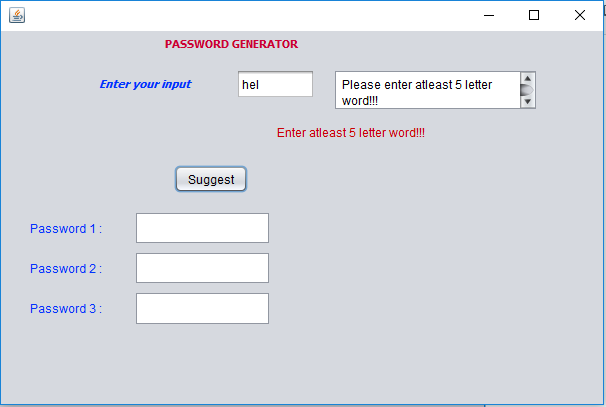 PASSWORD GENERATOR
Enter your input
hel
Please enter atleast 5 letter
word!!!
Enter atleast 5 letter word!!!
Suggest
Password 1 :
Password 2 :
Password 3 :